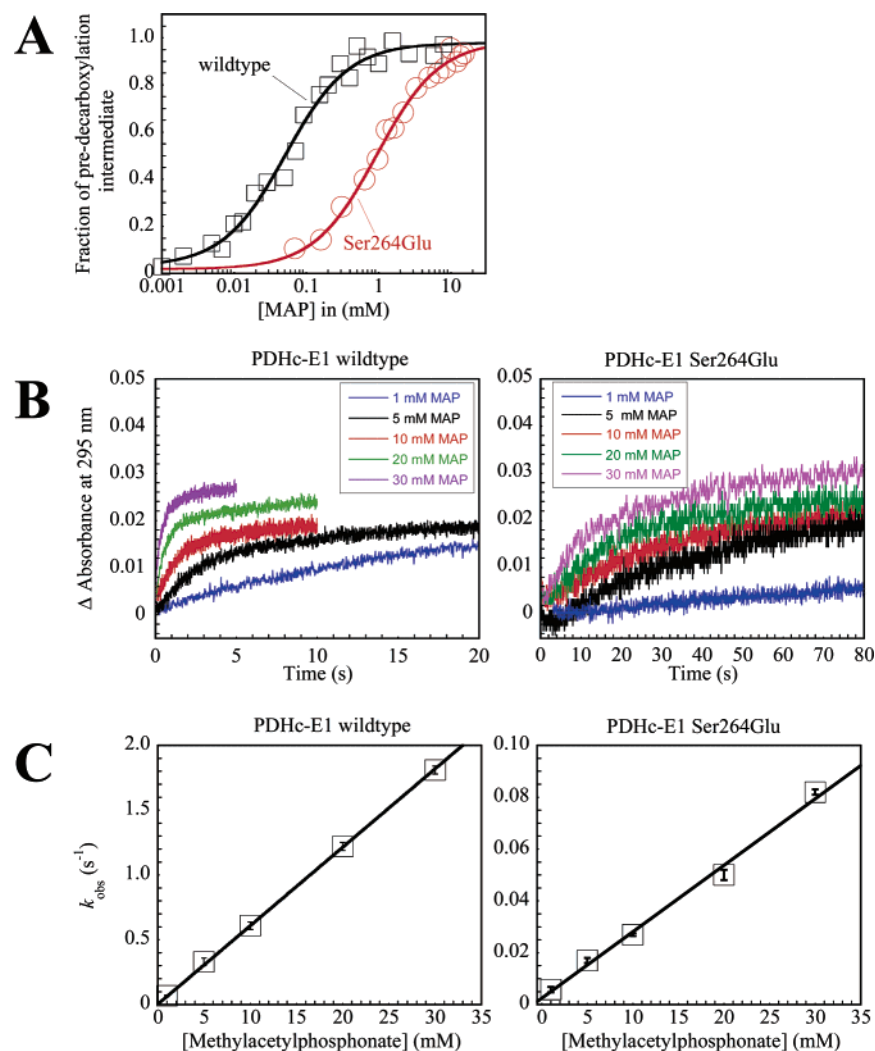 A
Fraction of pre-decarboxylation
intermediate
1.0
0.8
0.6
0.4
0.2
0
wildtype
Ser264Glu
0.001
0.01
0.1
1
10
[MAP] in (mM)
B
PDHc-E1 wildtype
Δ Absorbance at 295 nm
0.05
0.04
0.03
0.02
0.01
0
1 mM MAP
5 mM MAP
10 mM MAP
20 mM MAP
30 mM MAP
0 5 10 15 20
Time (s)
PDHc-E1 Ser264Glu
0.05
0.04
0.03
0.02
0.01
0
1 mM MAP
5 mM MAP
10 mM MAP
20 mM MAP
30 mM MAP
0 10 20 30 40 50 60 70 80
Time (s)
C
PDHc-E1 wildtype
kobs (s⁻¹)
2.0
1.5
1.0
0.5
0
0 5 10 15 20 25 30 35
[Methylacetylphosphonate] (mM)
PDHc-E1 Ser264Glu
0.10
0.08
0.06
0.04
0.02
0
0 5 10 15 20 25 30 35
[Methylacetylphosphonate] (mM)